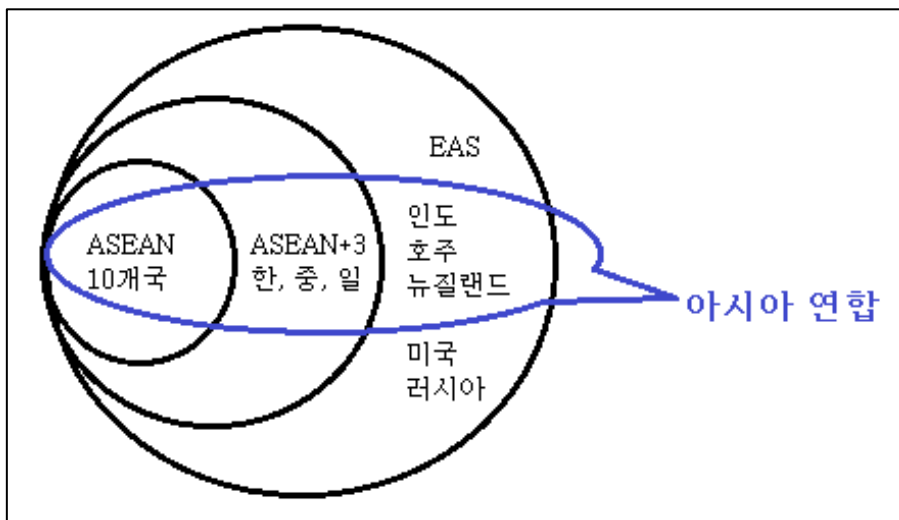 EAS
ASEAN
10개국
ASEAN+3
한, 중, 일
인도
호주
뉴질랜드
미국
러시아
아시아 연합